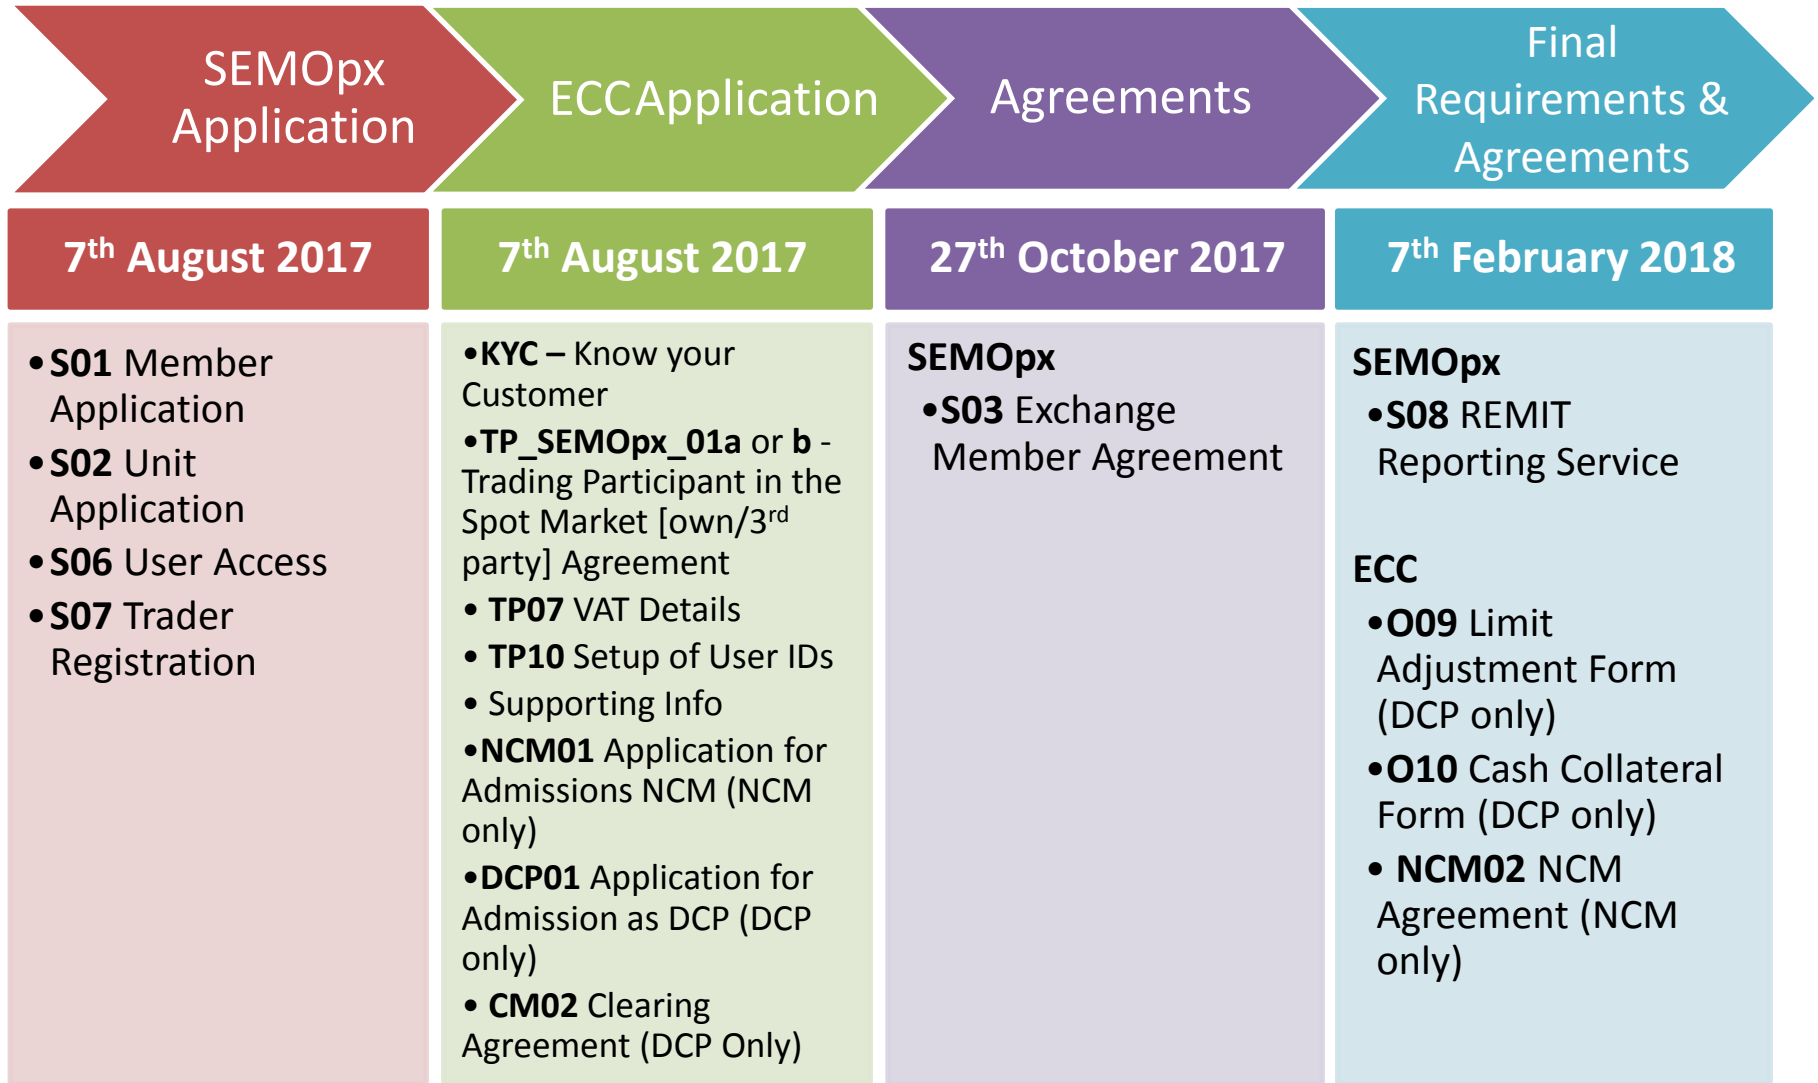 SEMOpx
Application
ECC Application
Agreements
Final
Requirements &
Agreements
7th August 2017
7th August 2017
27th October 2017
7th February 2018
•S01 Member
Application
•S02 Unit
Application
•S06 User Access
•S07 Trader
Registration
•KYC – Know your
Customer
•TP_SEMOpx_01a or b -
Trading Participant in the
Spot Market [own/3rd
party] Agreement
• TP07 VAT Details
• TP10 Setup of User IDs
• Supporting Info
•NCM01 Application for
Admissions NCM (NCM
only)
•DCP01 Application for
Admission as DCP (DCP
only)
• CM02 Clearing
Agreement (DCP Only)
SEMOpx
•S03 Exchange
Member Agreement
SEMOpx
•S08 REMIT
Reporting Service
ECC
•O09 Limit
Adjustment Form
(DCP only)
•O10 Cash Collateral
Form (DCP only)
• NCM02 NCM
Agreement (NCM
only)